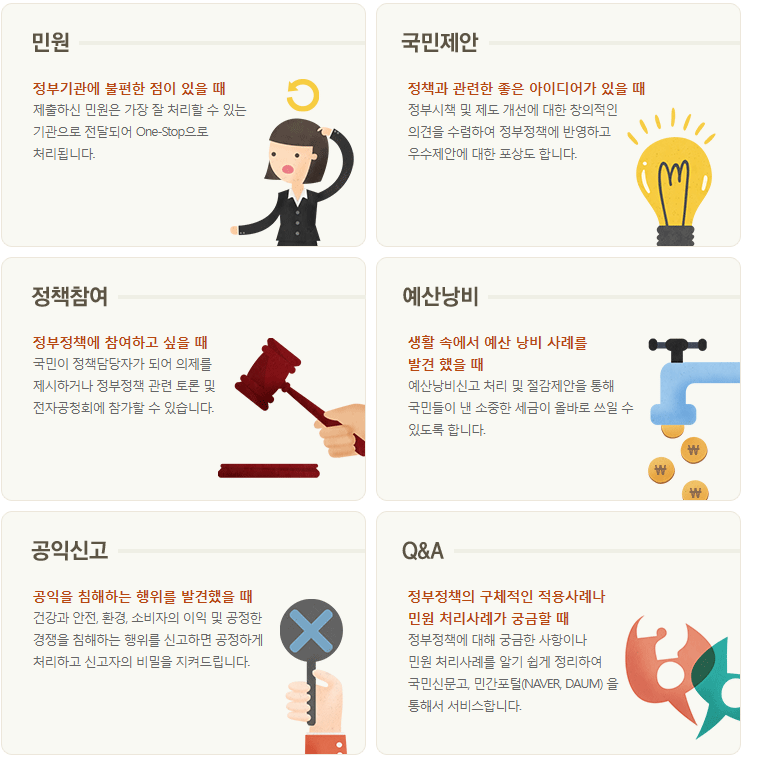 민원
정부기관에 불편한 점이 있을 때
제출하신 민원은 가장 잘 처리할 수 있는
기관으로 전달되어 One-Stop으로
처리됩니다.
국민제안
정책과 관련한 좋은 아이디어가 있을 때
정부시책 및 제도 개선에 대한 창의적인
의견을 수렴하여 정부정책에 반영하고
우수제안에 대한 포상도 합니다.
정책참여
정부정책에 참여하고 싶을 때
국민이 정책담당자가 되어 의제를
제시하거나 정부정책 관련 토론 및
전자공청회에 참가할 수 있습니다.
예산낭비
생활 속에서 예산 낭비 사례를
발견 했을 때
예산낭비신고 처리 및 절감제안을 통해
국민들이 낸 소중한 세금이 올바로 쓰일 수
있도록 합니다.
₩
₩
₩
공익신고
공익을 침해하는 행위를 발견했을 때
건강과 안전, 환경, 소비자의 이익 및 공정한
경쟁을 침해하는 행위를 신고하면 공정하게
처리하고 신고자의 비밀을 지켜드립니다.
Q&A
정부정책의 구체적인 적용사례나
민원 처리사례가 궁금할 때
정부정책에 대해 궁금한 사항이나
민원 처리사례를 알기 쉽게 정리하여
국민신문고, 민간포털(NAVER, DAUM) 을
통해서 서비스합니다.